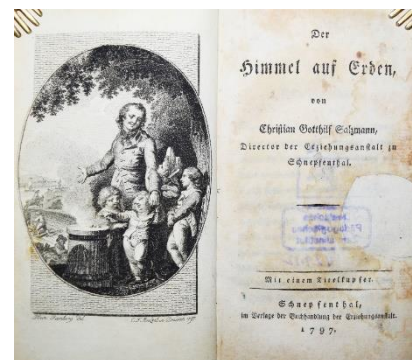 Der
Himmel auf Erden,
von
Christian Gotthilf Salzmann,
Director der Erziehungsanstalt zu
Schnepfenthal.
Mit einem Titelkupfer.
Schnepfenthal,
im Verlage der Buchhandlung der Erziehungsanstalt.
1797.